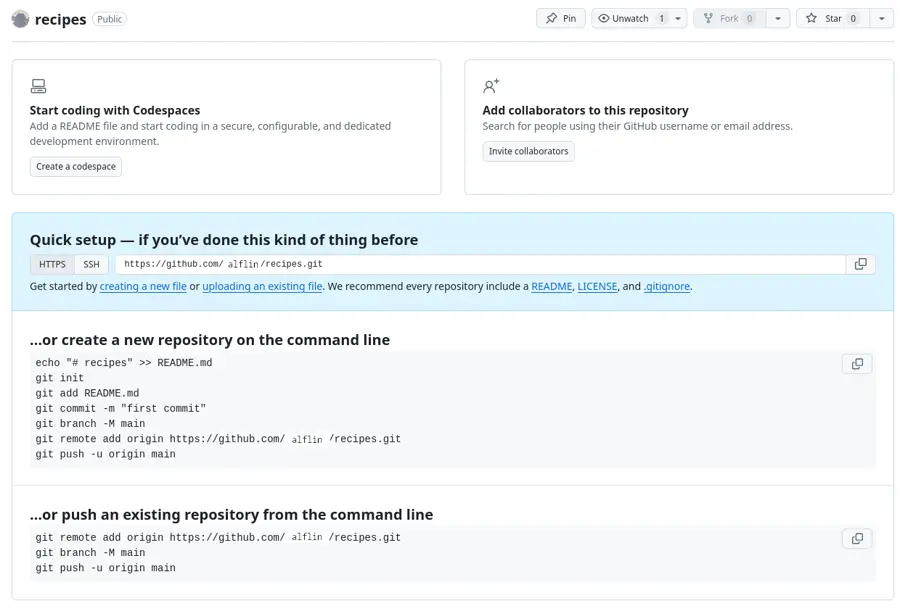 recipes Public
Pin Unwatch 1 Fork 0 Star 0
Start coding with Codespaces
Add a README file and start coding in a secure, configurable, and dedicated
development environment.
Create a codespace
Add collaborators to this repository
Search for people using their GitHub username or email address.
Invite collaborators
Quick setup — if you’ve done this kind of thing before
HTTPS SSH https://github.com/ alflin /recipes.git
Get started by creating a new file or uploading an existing file. We recommend every repository include a README, LICENSE, and .gitignore.
…or create a new repository on the command line
echo "# recipes" >> README.md
git init
git add README.md
git commit -m "first commit"
git branch -M main
git remote add origin https://github.com/ alflin /recipes.git
git push -u origin main
…or push an existing repository from the command line
git remote add origin https://github.com/ alflin /recipes.git
git branch -M main
git push -u origin main